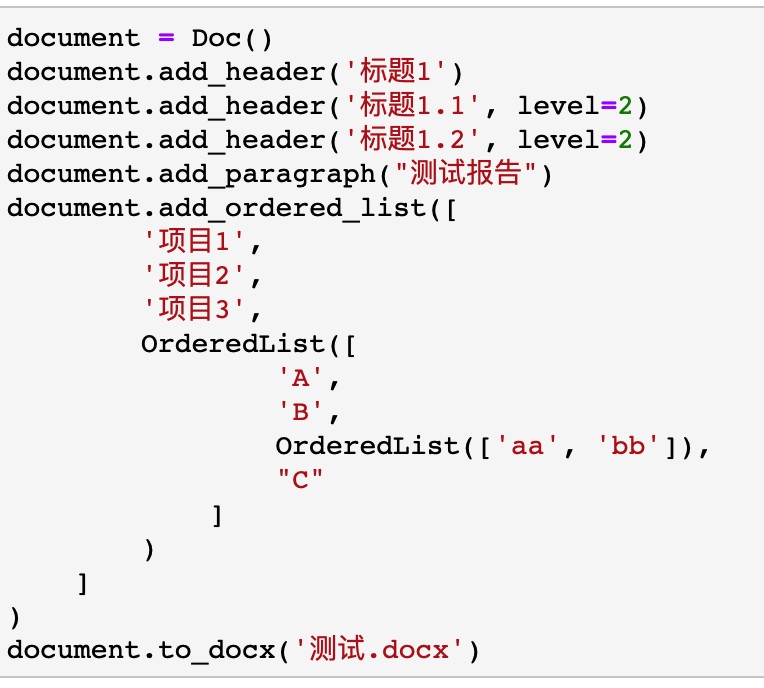 document = Doc()
document.add_header('标题1')
document.add_header('标题1.1', level=2)
document.add_header('标题1.2', level=2)
document.add_paragraph("测试报告")
document.add_ordered_list([
        '项目1',
        '项目2',
        '项目3',
        OrderedList([
                'A',
                'B',
                OrderedList(['aa', 'bb']),
                "C"
            ]
        )
    ]
)
document.to_docx('测试.docx')